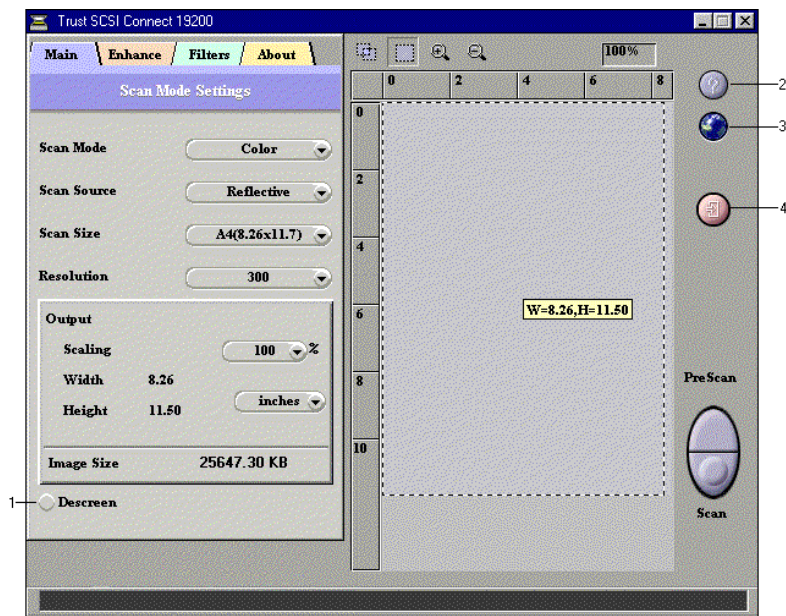 Trust SCSI Connect 19200
Main Enhance Filters About
100%
Scan Mode Settings
0 2 4 6 8
2
3
4
0
2
4
6
8
10
Scan Mode Color
Scan Source Reflective
Scan Size A4(8.26x11.7)
Resolution 300
Output
Scaling 100 %
Width 8.26
inches
Height 11.50
Image Size 25647.30 KB
1 Descreen
W=8.26,H=11.50
PreScan
Scan